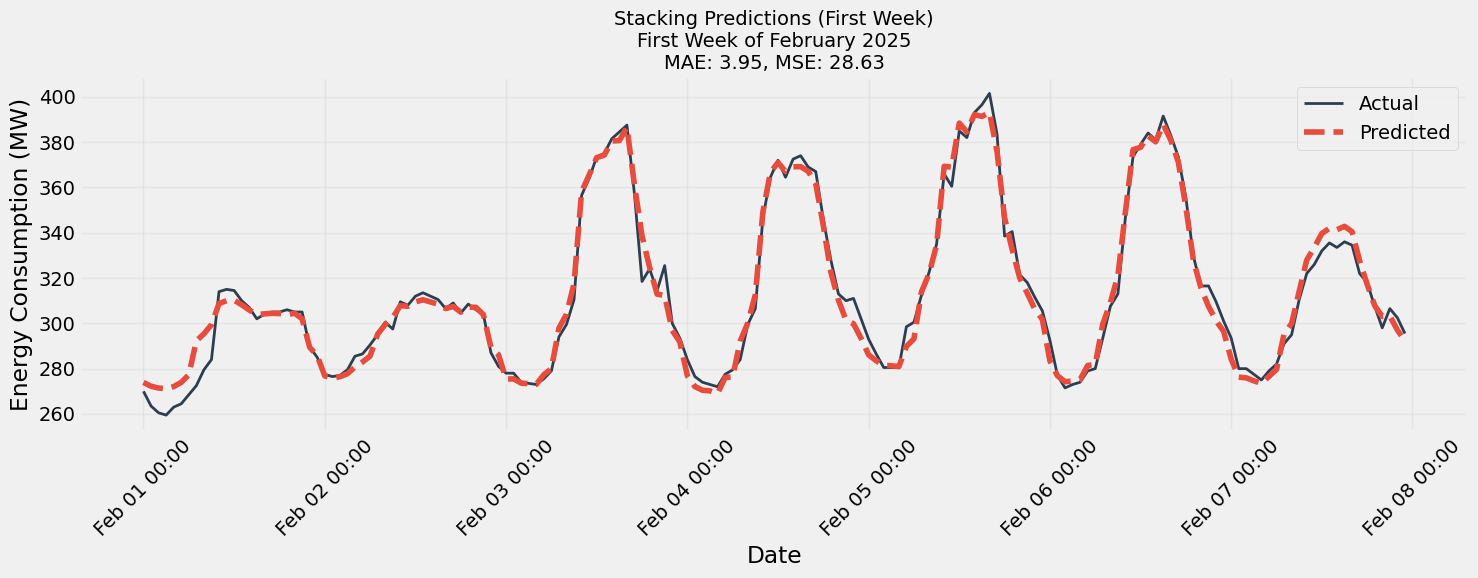 Stacking Predictions (First Week)
First Week of February 2025
MAE: 3.95, MSE: 28.63
Energy Consumption (MW)
400
380
360
340
320
300
280
260
Actual
Predicted
Feb 01 00:00
Feb 02 00:00
Feb 03 00:00
Feb 04 00:00
Feb 05 00:00
Feb 06 00:00
Feb 07 00:00
Feb 08 00:00
Date